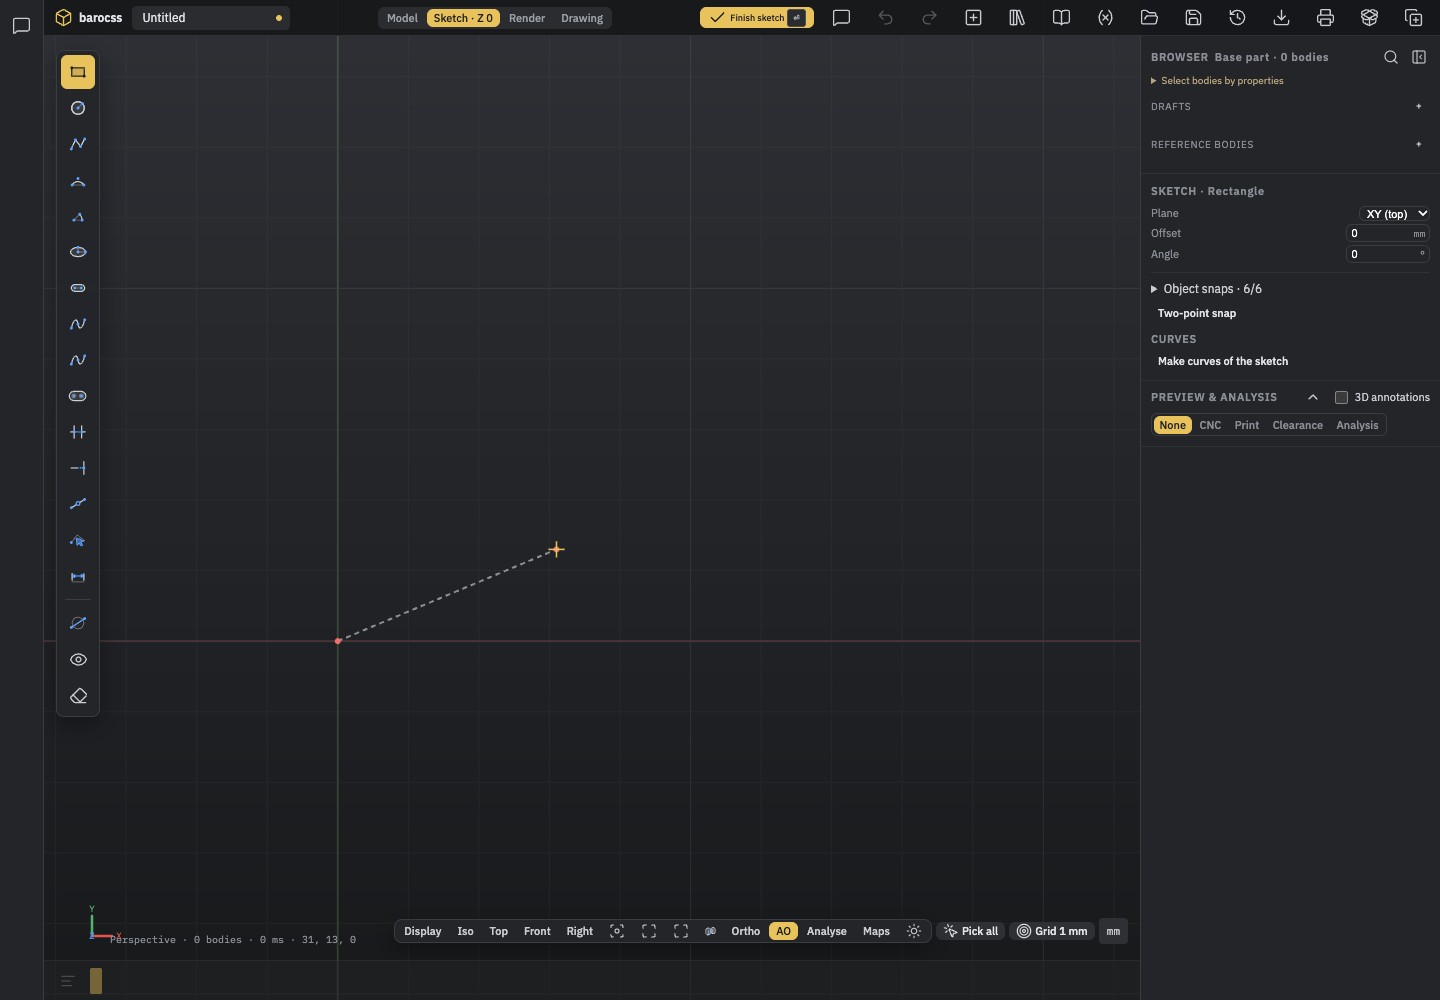 barocss
Untitled
Model
Sketch · Z 0
Render
Drawing
Finish sketch
BROWSER Base part · 0 bodies
Select bodies by properties
DRAFTS
+
REFERENCE BODIES
+
SKETCH · Rectangle
Plane
XY (top)
Offset
0
mm
Angle
0
°
Object snaps · 6/6
Two-point snap
CURVES
Make curves of the sketch
PREVIEW & ANALYSIS
3D annotations
None
CNC
Print
Clearance
Analysis
Y
Z
X
Perspective · 0 bodies · 0 ms · 31, 13, 0
Display
Iso
Top
Front
Right
Ortho
AO
Analyse
Maps
Pick all
Grid 1 mm
mm